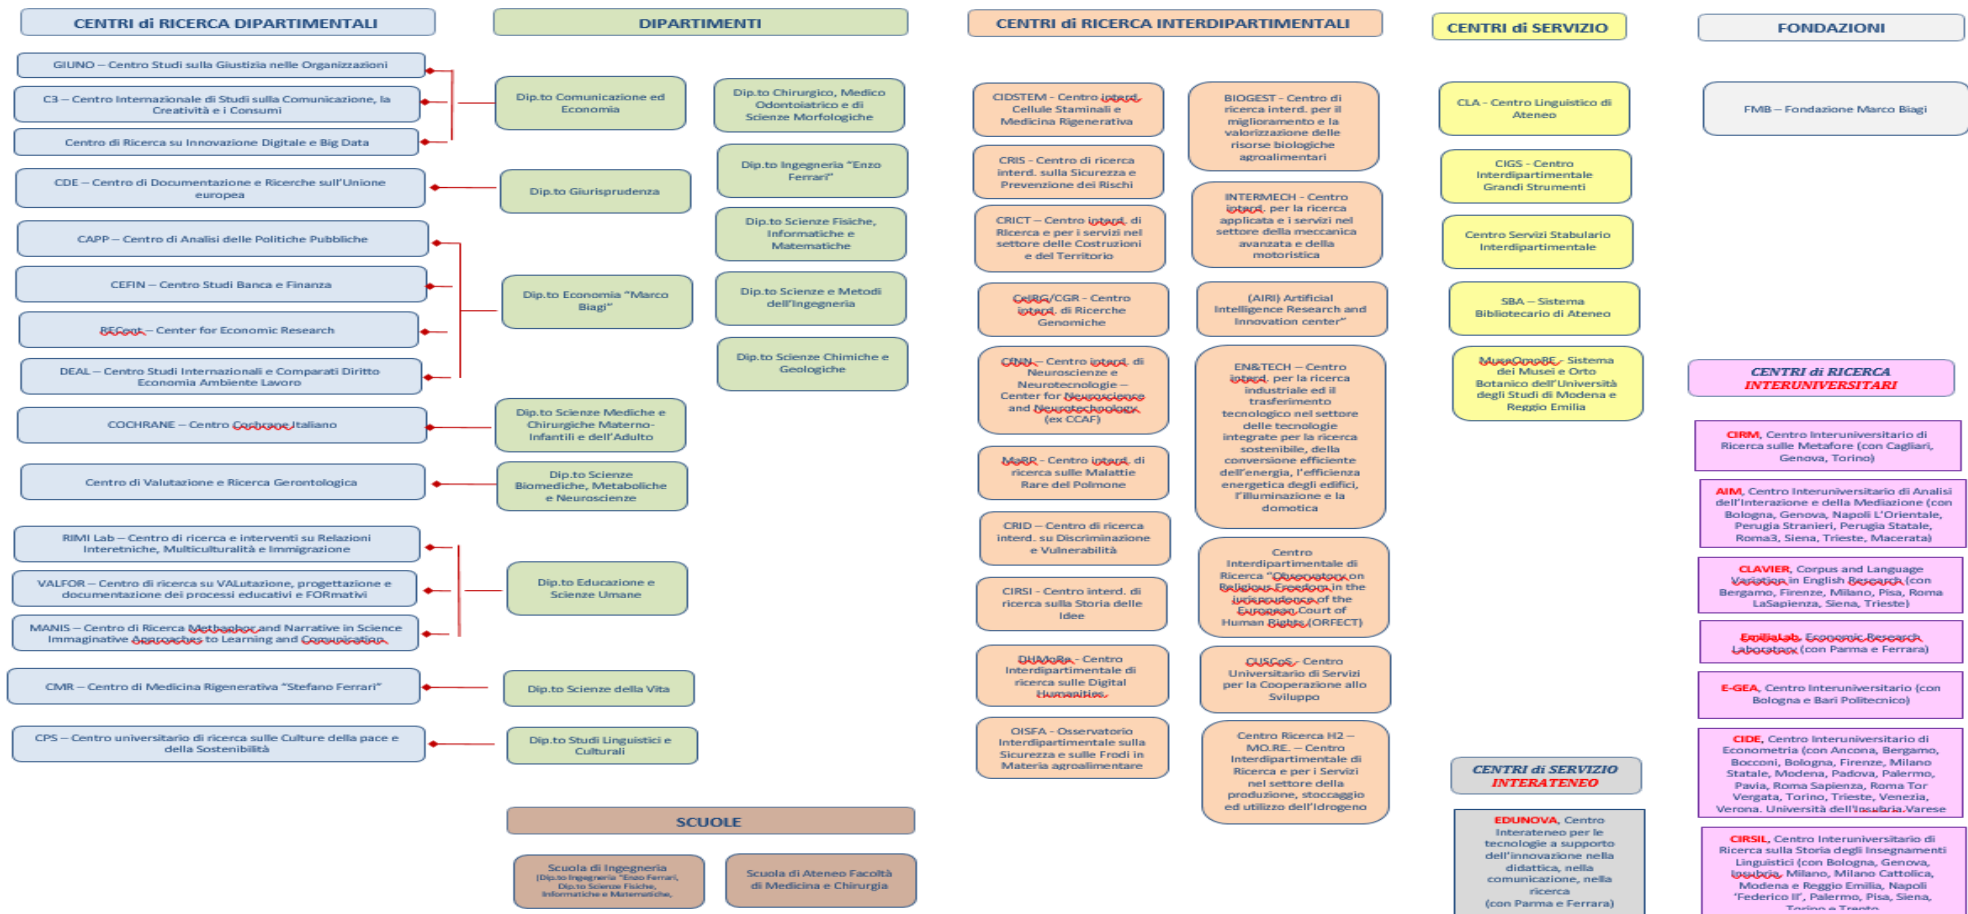 CENTRI di RICERCA DIPARTIMENTALI
GIUNO – Centro Studi sulla Giustizia nelle Organizzazioni
C3 – Centro Internazionale di Studi sulla Comunicazione, la
Creatività e i Consumi
Centro di Ricerca su Innovazione Digitale e Big Data
CDE – Centro di Documentazione e Ricerche sull'Unione
europea
CAPP – Centro di Analisi delle Politiche Pubbliche
CEFIN – Centro Studi Banca e Finanza
RECent – Center for Economic Research
DEAL – Centro Studi Internazionali e Comparati Diritto
Economia Ambiente Lavoro
COCHRANE – Centro Cochrane Italiano
Centro di Valutazione e Ricerca Gerontologica
RIMI Lab – Centro di ricerca e interventi su Relazioni
Interetniche, Multiculturalità e Immigrazione
VALFOR – Centro di ricerca su VALutazione, progettazione e
documentazione dei processi educativi e FORmativi
MANIS – Centro di Ricerca Methaphor and Narrative in Science
Immaginative Approaches to Learning and Comunication
CMR – Centro di Medicina Rigenerativa "Stefano Ferrari"
CPS – Centro universitario di ricerca sulle Culture della pace e
della Sostenibilità
DIPARTIMENTI
Dip.to Comunicazione ed
Economia
Dip.to Giurisprudenza
Dip.to Economia "Marco
Biagi"
Dip.to Scienze Mediche e
Chirurgiche Materno-
Infantili e dell'Adulto
Dip.to Scienze
Biomediche, Metaboliche
e Neuroscienze
Dip.to Educazione e
Scienze Umane
Dip.to Scienze della Vita
Dip.to Studi Linguistici e
Culturali
Dip.to Chirurgico, Medico
Odontoiatrico e di
Scienze Morfologiche
Dip.to Ingegneria "Enzo
Ferrari"
Dip.to Scienze Fisiche,
Informatiche e
Matematiche
Dip.to Scienze e Metodi
dell'Ingegneria
Dip.to Scienze Chimiche e
Geologiche
SCUOLE
Scuola di Ingegneria
(Dip.to Ingegneria "Enzo Ferrari,
Dip.to Scienze Fisiche,
Informatiche e Matematiche,
Scuola di Ateneo Facoltà
di Medicina e Chirurgia
CENTRI di RICERCA INTERDIPARTIMENTALI
CIDSTEM - Centro interd.
Cellule Staminali e
Medicina Rigenerativa
CRIS - Centro di ricerca
interd. sulla Sicurezza e
Prevenzione dei Rischi
CRICT – Centro interd. di
Ricerca e per i servizi nel
settore delle Costruzioni
e del Territorio
CeIRG/CGR - Centro
interd. di Ricerche
Genomiche
CfNN – Centro interd. di
Neuroscienze e
Neurotecnologie –
Center for Neuroscience
and Neurotechnology
(ex CCAF)
MaRP - Centro interd. di
ricerca sulle Malattie
Rare del Polmone
CRID – Centro di ricerca
interd. su Discriminazione
e Vulnerabilità
CIRSI - Centro interd. di
ricerca sulla Storia delle
Idee
DHMoRe - Centro
Interdipartimentale di
ricerca sulle Digital
Humanities
OISFA - Osservatorio
Interdipartimentale sulla
Sicurezza e sulle Frodi in
Materia agroalimentare
BIOGEST - Centro di
ricerca interd. per il
miglioramento e la
valorizzazione delle
risorse biologiche
agroalimentari
INTERMECH - Centro
interd. per la ricerca
applicata e i servizi nel
settore della meccanica
avanzata e della
motoristica
(AIRI) Artificial
Intelligence Research and
Innovation center"
EN&TECH – Centro
interd. per la ricerca
industriale ed il
trasferimento
tecnologico nel settore
delle tecnologie
integrate per la ricerca
sostenibile, della
conversione efficiente
dell'energia, l'efficienza
energetica degli edifici,
l'illuminazione e la
domotica
Centro
Interdipartimentale di
Ricerca "Observatory on
Religious Freedom in the
jurisprudence of the
European Court of
Human Rights (ORFECT)
CUSCoS - Centro
Universitario di Servizi
per la Cooperazione allo
Sviluppo
Centro Ricerca H2 –
MO.RE. – Centro
Interdipartimentale di
Ricerca e per i Servizi
nel settore della
produzione, stoccaggio
ed utilizzo dell'Idrogeno
CENTRI di SERVIZIO
CLA - Centro Linguistico di
Ateneo
CIGS - Centro
Interdipartimentale
Grandi Strumenti
Centro Servizi Stabulario
Interdipartimentale
SBA – Sistema
Bibliotecario di Ateneo
MuseOmoRE - Sistema
dei Musei e Orto
Botanico dell'Università
degli Studi di Modena e
Reggio Emilia
CENTRI di SERVIZIO
INTERATENEO
EDUNOVA, Centro
Interateneo per le
tecnologie a supporto
dell'innovazione nella
didattica, nella
comunicazione, nella
ricerca
(con Parma e Ferrara)
FONDAZIONI
FMB – Fondazione Marco Biagi
CENTRI di RICERCA
INTERUNIVERSITARI
CIRM, Centro Interuniversitario di
Ricerca sulle Metafore (con Cagliari,
Genova, Torino)
AIM, Centro Interuniversitario di Analisi
dell'Interazione e della Mediazione (con
Bologna, Genova, Napoli L'Orientale,
Perugia Stranieri, Perugia Statale,
Roma3, Siena, Trieste, Macerata)
CLAVIER, Corpus and Language
Variation in English Research (con
Bergamo, Firenze, Milano, Pisa, Roma
LaSapienza, Siena, Trieste)
EmiliaLab, Economic Research
Laboratory (con Parma e Ferrara)
E-GEA, Centro Interuniversitario (con
Bologna e Bari Politecnico)
CIDE, Centro Interuniversitario di
Econometria (con Ancona, Bergamo,
Bocconi, Bologna, Firenze, Milano
Statale, Modena, Padova, Palermo,
Pavia, Roma Sapienza, Roma Tor
Vergata, Torino, Trieste, Venezia,
Verona, Università dell'Insubria Varese
CIRSIL, Centro Interuniversitario di
Ricerca sulla Storia degli Insegnamenti
Linguistici (con Bologna, Genova,
Insubria, Milano, Milano Cattolica,
Modena e Reggio Emilia, Napoli
'Federico II', Palermo, Pisa, Siena,
Torino e Trento